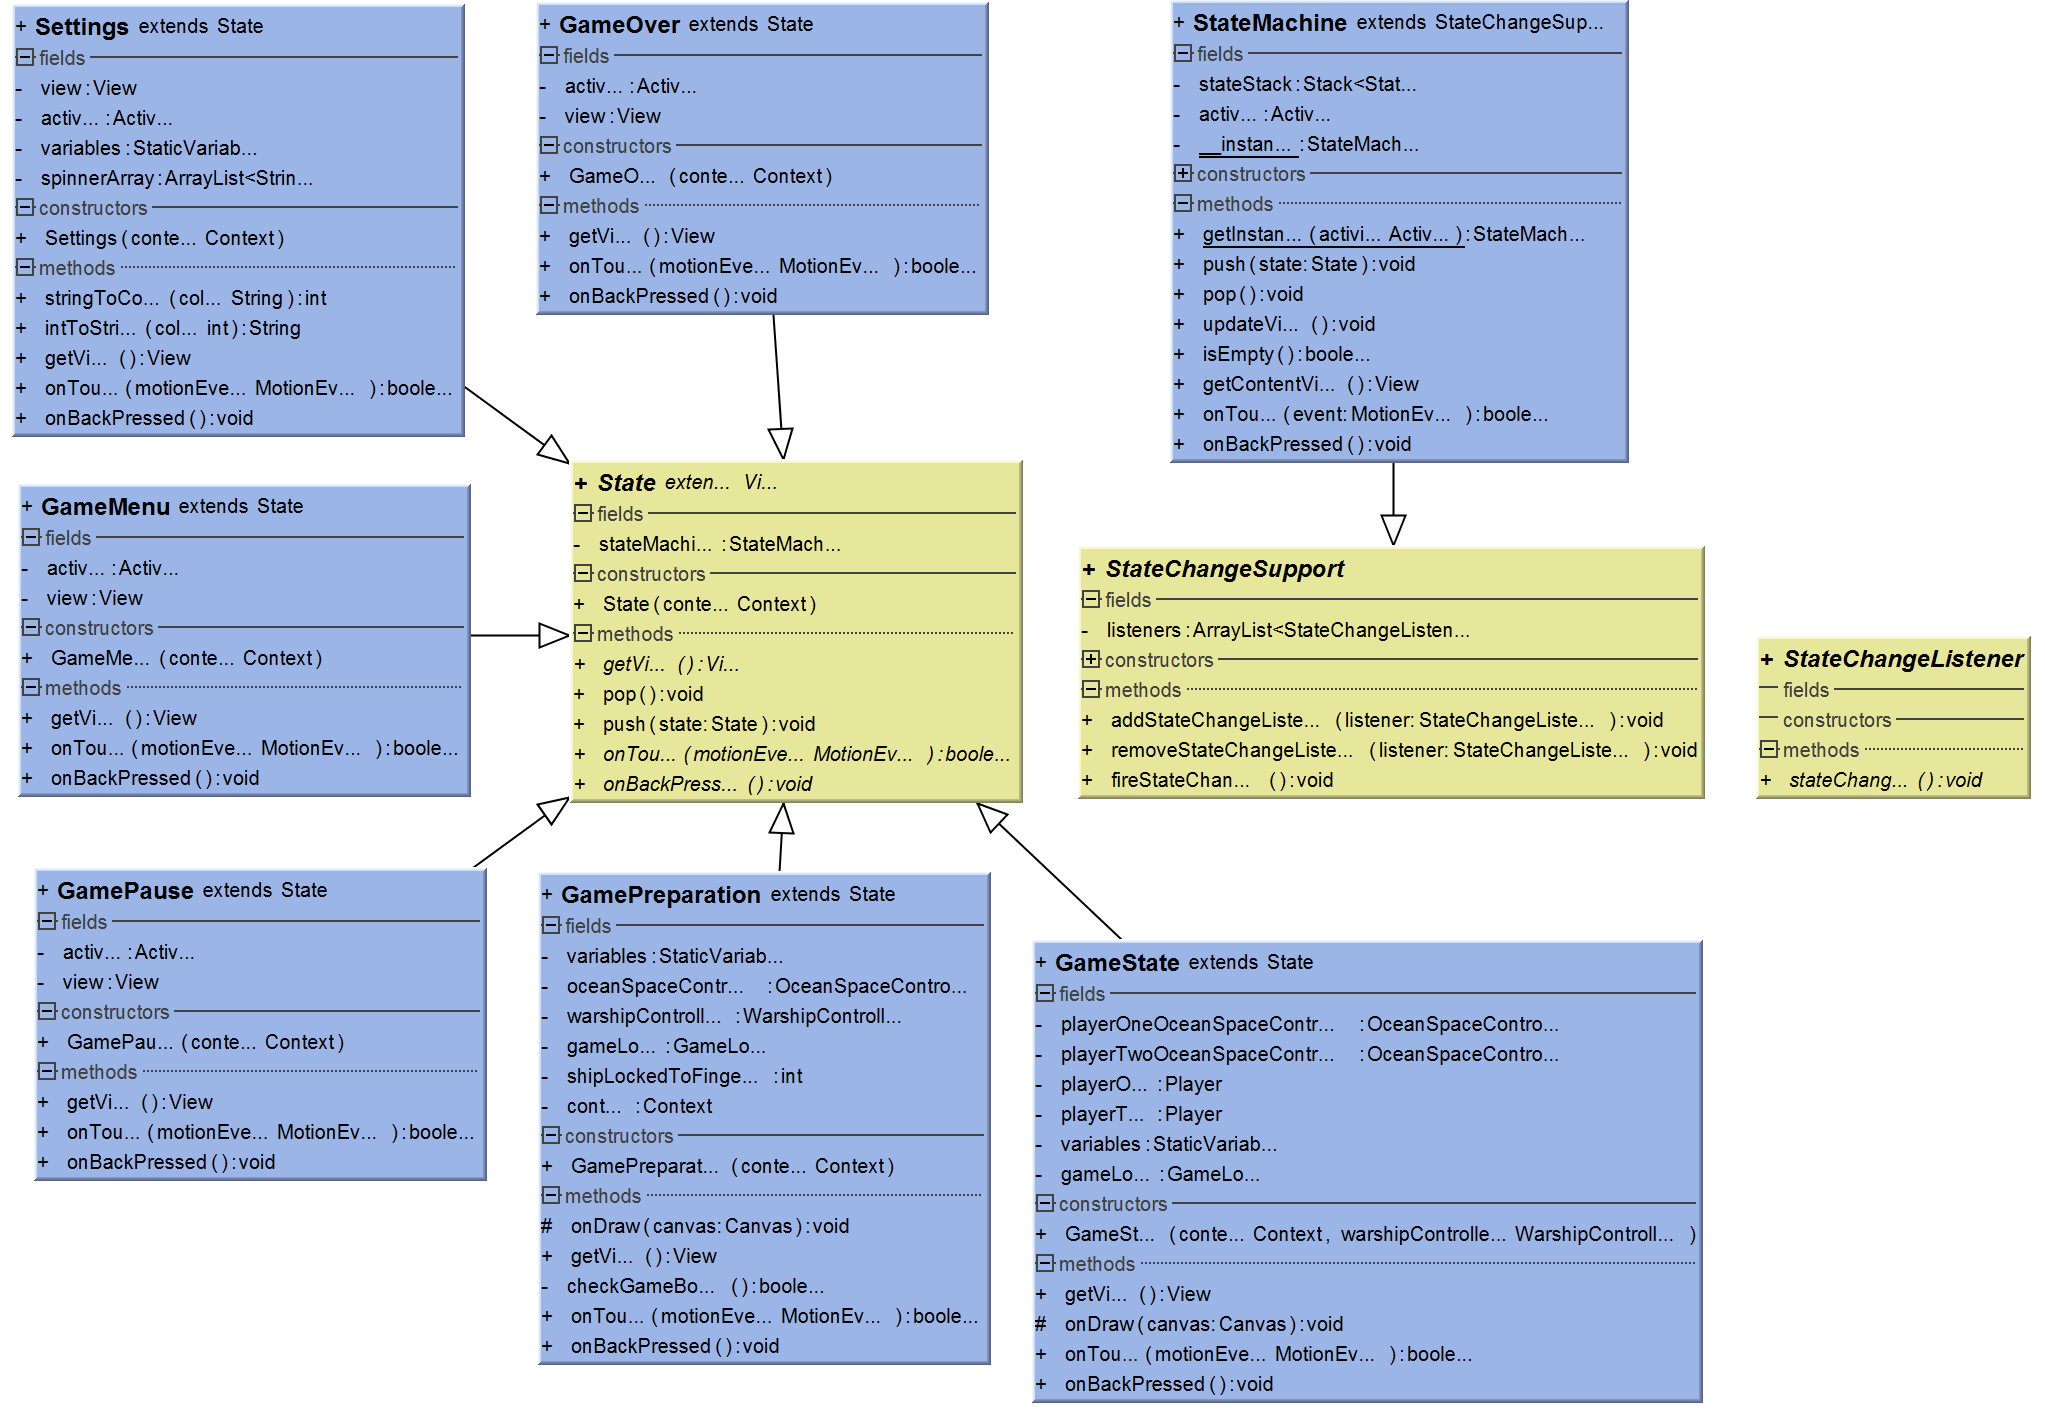 + Settings extends State
fields
- view:View
- activ... :Activ...
- variables:StaticVariab...
- spinnerArray:ArrayList<Strin...
constructors
+ Settings(conte... Context)
methods
+ stringToCo... (col... String):int
+ intToStri... (col... int):String
+ getVi... ():View
+ onTou... (motionEve... MotionEv... ):boole...
+ onBackPressed():void
+ GameOver extends State
fields
- activ... :Activ...
- view:View
constructors
+ GameO... (conte... Context)
methods
+ getVi... ():View
+ onTou... (motionEve... MotionEv... ):boole...
+ onBackPressed():void
+ StateMachine extends StateChangeSup...
fields
- stateStack:Stack<Stat...
- activ... :Activ...
- __instan... :StateMach...
constructors
methods
+ getInstan... (activi... Activ... ):StateMach...
+ push(state:State):void
+ pop():void
+ updateVi... ():void
+ isEmpty():boole...
+ getContentVi... ():View
+ onTou... (event:MotionEv... ):boole...
+ onBackPressed():void
+ GameMenu extends State
fields
- activ... :Activ...
- view:View
constructors
+ GameMe... (conte... Context)
methods
+ getVi... ():View
+ onTou... (motionEve... MotionEv... ):boole...
+ onBackPressed():void
+ State exten... Vi...
fields
- stateMachi... :StateMach...
constructors
+ State(conte... Context)
methods
+ getVi... ():Vi...
+ pop():void
+ push(state:State):void
+ onTou... (motionEve... MotionEv... ):boole...
+ onBackPress... ():void
+ StateChangeSupport
fields
- listeners:ArrayList<StateChangeListen...
constructors
methods
+ addStateChangeListe... (listener:StateChangeListe... ):void
+ removeStateChangeListe... (listener:StateChangeListe... ):void
+ fireStateChan... ():void
+ StateChangeListener
fields
constructors
methods
+ stateChang... ():void
+ GamePause extends State
fields
- activ... :Activ...
- view:View
constructors
+ GamePau... (conte... Context)
methods
+ getVi... ():View
+ onTou... (motionEve... MotionEv... ):boole...
+ onBackPressed():void
+ GamePreparation extends State
fields
- variables:StaticVariab...
- oceanSpaceContr... :OceanSpaceContro...
- warshipControll... :WarshipControll...
- gameLo... :GameLo...
- shipLockedToFinge... :int
- cont... :Context
constructors
+ GamePreparat... (conte... Context)
methods
# onDraw(canvas:Canvas):void
+ getVi... ():View
- checkGameBo... ():boole...
+ onTou... (motionEve... MotionEv... ):boole...
+ onBackPressed():void
+ GameState extends State
fields
- playerOneOceanSpaceContr... :OceanSpaceContro...
- playerTwoOceanSpaceContr... :OceanSpaceContro...
- playerO... :Player
- playerT... :Player
- variables:StaticVariab...
- gameLo... :GameLo...
constructors
+ GameSt... (conte... Context, warshipControlle... WarshipControll... )
methods
+ getVi... ():View
# onDraw(canvas:Canvas):void
+ onTou... (motionEve... MotionEv... ):boole...
+ onBackPressed():void